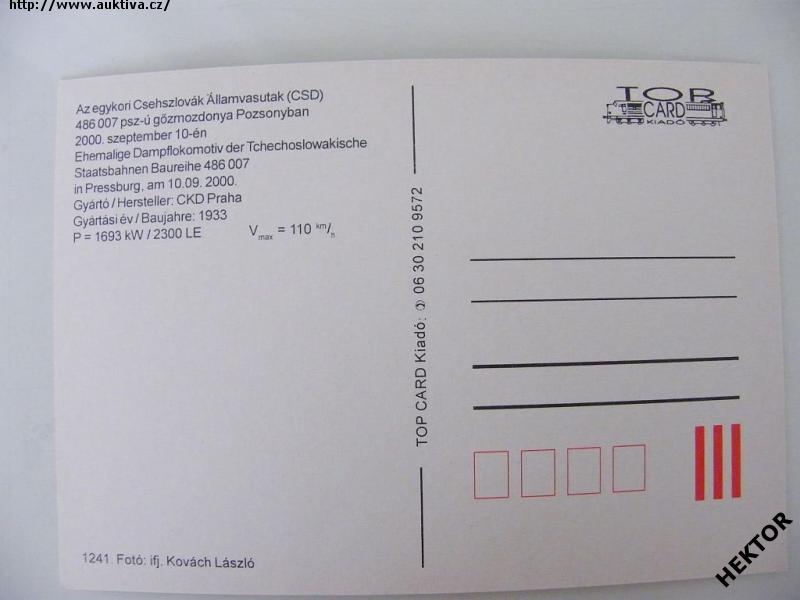 http://www.auktiva.cz/
Az egykori Csehszlovák Államvasutak (CSD)
486 007 psz-ú gőzmozdonya Pozsonyban
2000. szeptember 10-én
Ehemalige Dampflokomotiv der Tchechoslowakische
Staatsbahnen Baureihe 486 007
in Pressburg, am 10.09. 2000.
Gyártó / Hersteller: CKD Praha
Gyártási év / Baujahre: 1933
P = 1693 kW / 2300 LE Vmax = 110 km/h
1241. Fotó: ifj. Kovách László
TOP CARD Kiadó: ✆ 06 30 210 9572
TOP
CARD
KIADÓ
HEKTOR